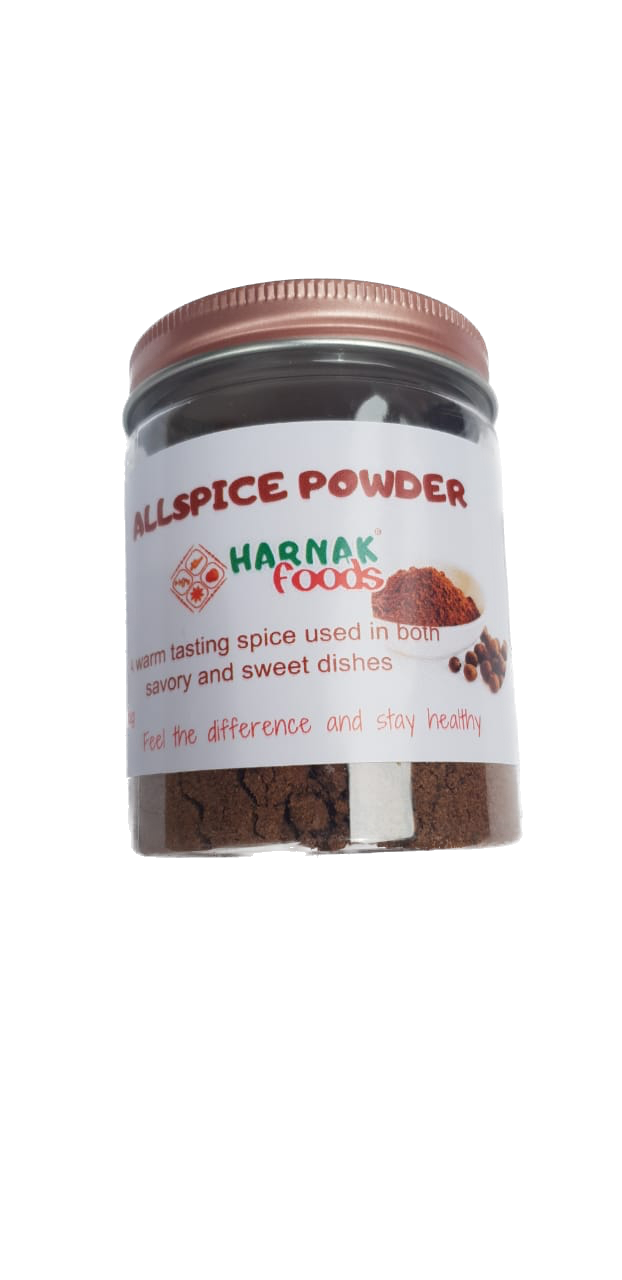 ALLSPICE POWDER
HARNAK®
foods
A warm tasting spice used in both
savory and sweet dishes
Feel the difference and stay healthy